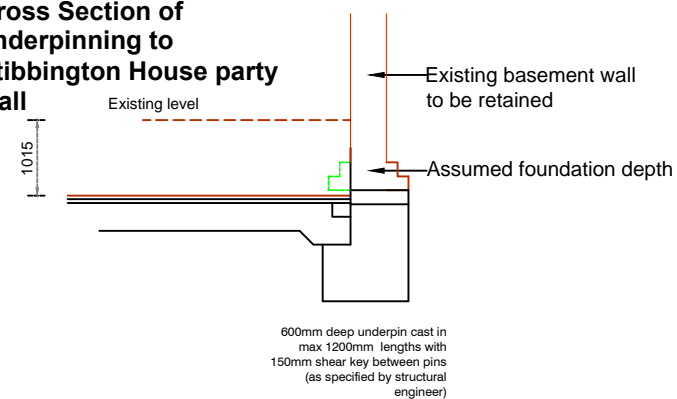 ross Section of
nderpinning to
tibbington House party
all
Existing level
1015
Existing basement wall
to be retained
Assumed foundation depth
600mm deep underpin cast in
max 1200mm lengths with
150mm shear key between pins
(as specified by structural
engineer)